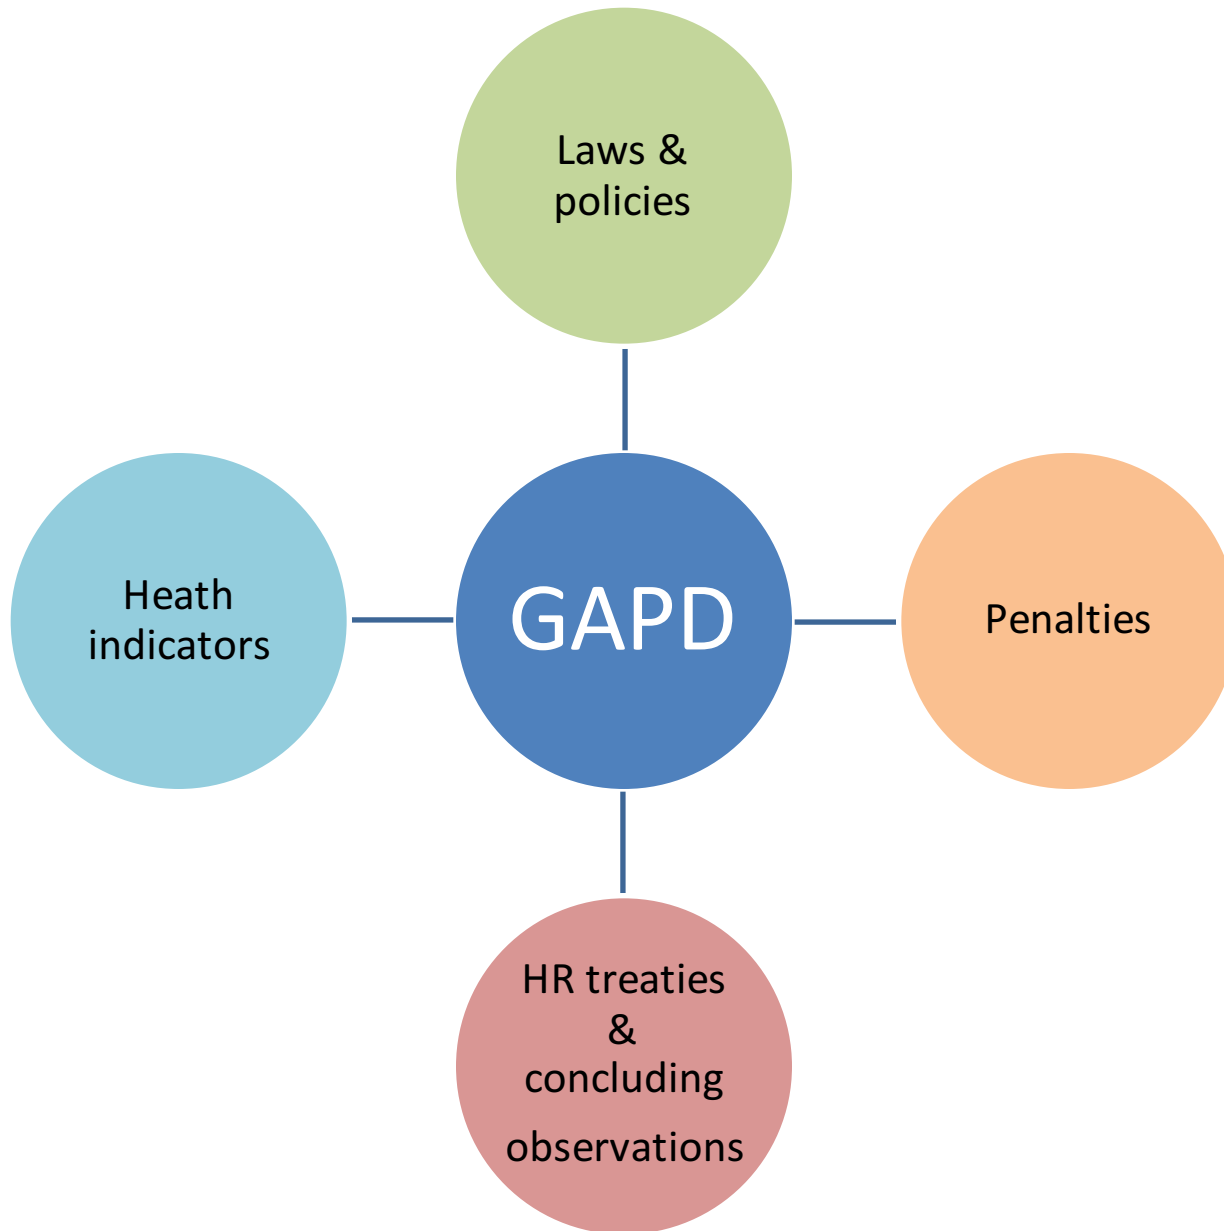 Laws &
policies
Heath
indicators
GAPD
Penalties
HR treaties
&
concluding
observations